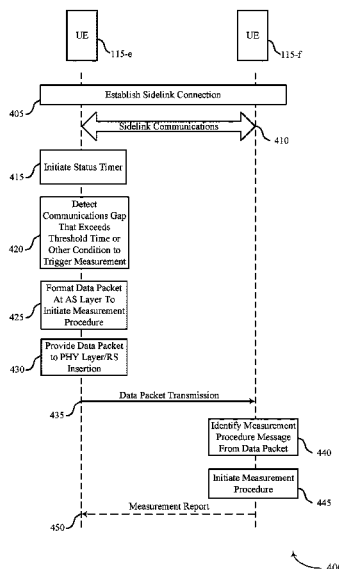 UE
UE
115-e
115-f
Establish Sidelink Connection
405
Sidelink Communications
410
415
Initiate Status Timer
Detect
Communications Gap
That Exceeds
Threshold Time or
Other Condition to
Trigger Measurement
420
Format Data Packet
At AS Layer To
Initiate Measurement
Procedure
425
Provide Data Packet
to PHY Layer/RS
Insertion
430
Data Packet Transmission
435
Identify Measurement
Procedure Message
From Data Packet
440
Initiate Measurement
Procedure
445
Measurement Report
450
400